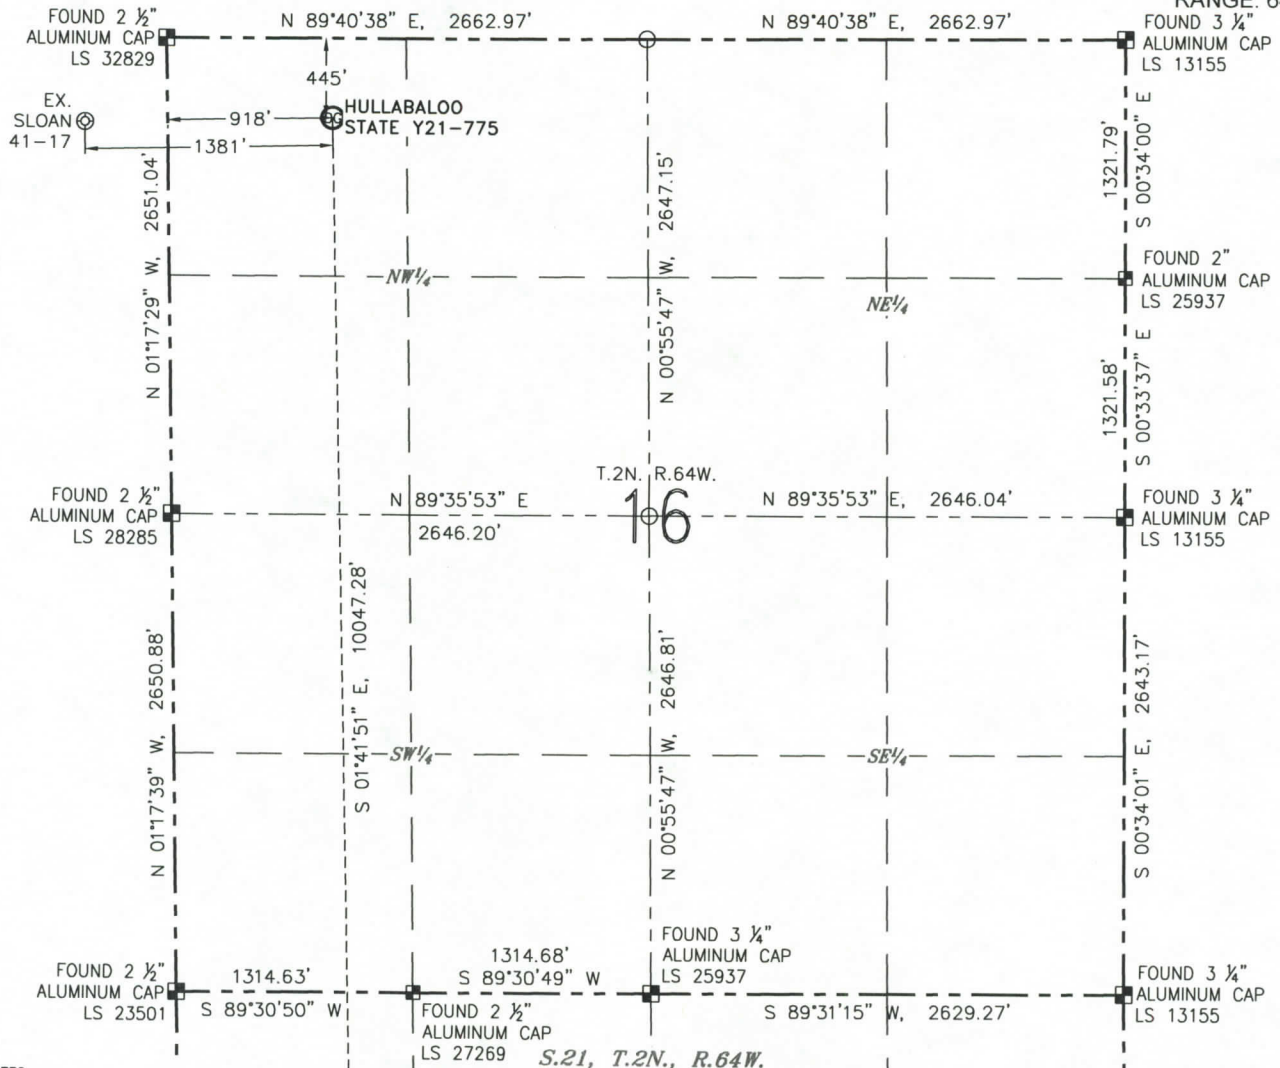 RANGE: 6
FOUND 2 ½"
ALUMINUM CAP
LS 32829
N 89°40'38" E, 2662.97'
N 89°40'38" E, 2662.97'
FOUND 3 ¼"
ALUMINUM CAP
LS 13155
445'
EX.
SLOAN
41-17
918'
1381'
HULLABALOO
STATE Y21-775
N 01°17'29" W, 2651.04'
N 00°55'47" W, 2647.15'
1321.79'
S 00°34'00" E
NW¼
NE¼
FOUND 2"
ALUMINUM CAP
LS 25937
1321.58'
S 00°33'37" E
FOUND 2 ½"
ALUMINUM CAP
LS 28285
N 89°35'53" E
2646.20'
T.2N. R.64W.
16
N 89°35'53" E, 2646.04'
FOUND 3 ¼"
ALUMINUM CAP
LS 13155
N 01°17'39" W, 2650.88'
S 01°41'51" E, 10047.28'
N 00°55'47" W, 2646.81'
S 00°34'01" E, 2643.17'
SW¼
SE¼
FOUND 2 ½"
ALUMINUM CAP
LS 23501
1314.63'
S 89°30'50" W
1314.68'
S 89°30'49" W
FOUND 2 ½"
ALUMINUM CAP
LS 27269
FOUND 3 ¼"
ALUMINUM CAP
LS 25937
S 89°31'15" W, 2629.27'
FOUND 3 ¼"
ALUMINUM CAP
LS 13155
S.21, T.2N., R.64W.